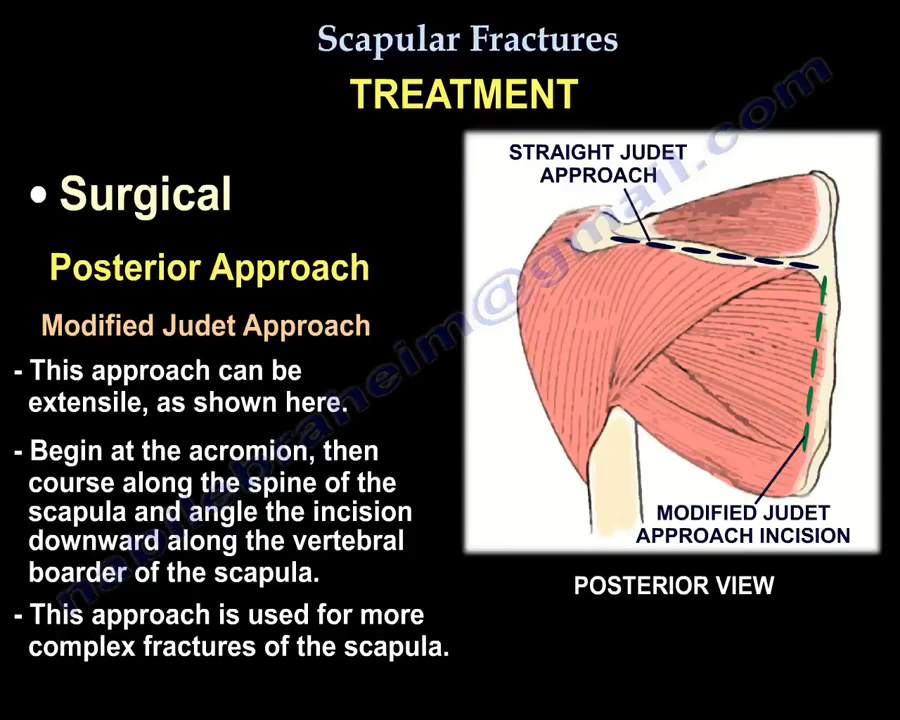 Scapular Fractures
TREATMENT
• Surgical
Posterior Approach
Modified Judet Approach
- This approach can be
extensile, as shown here.
- Begin at the acromion, then
course along the spine of the
scapula and angle the incision
downward along the vertebral
boarder of the scapula.
- This approach is used for more
complex fractures of the scapula.
STRAIGHT JUDET
APPROACH
MODIFIED JUDET
APPROACH INCISION
POSTERIOR VIEW
nabilebraheim@gmail.com